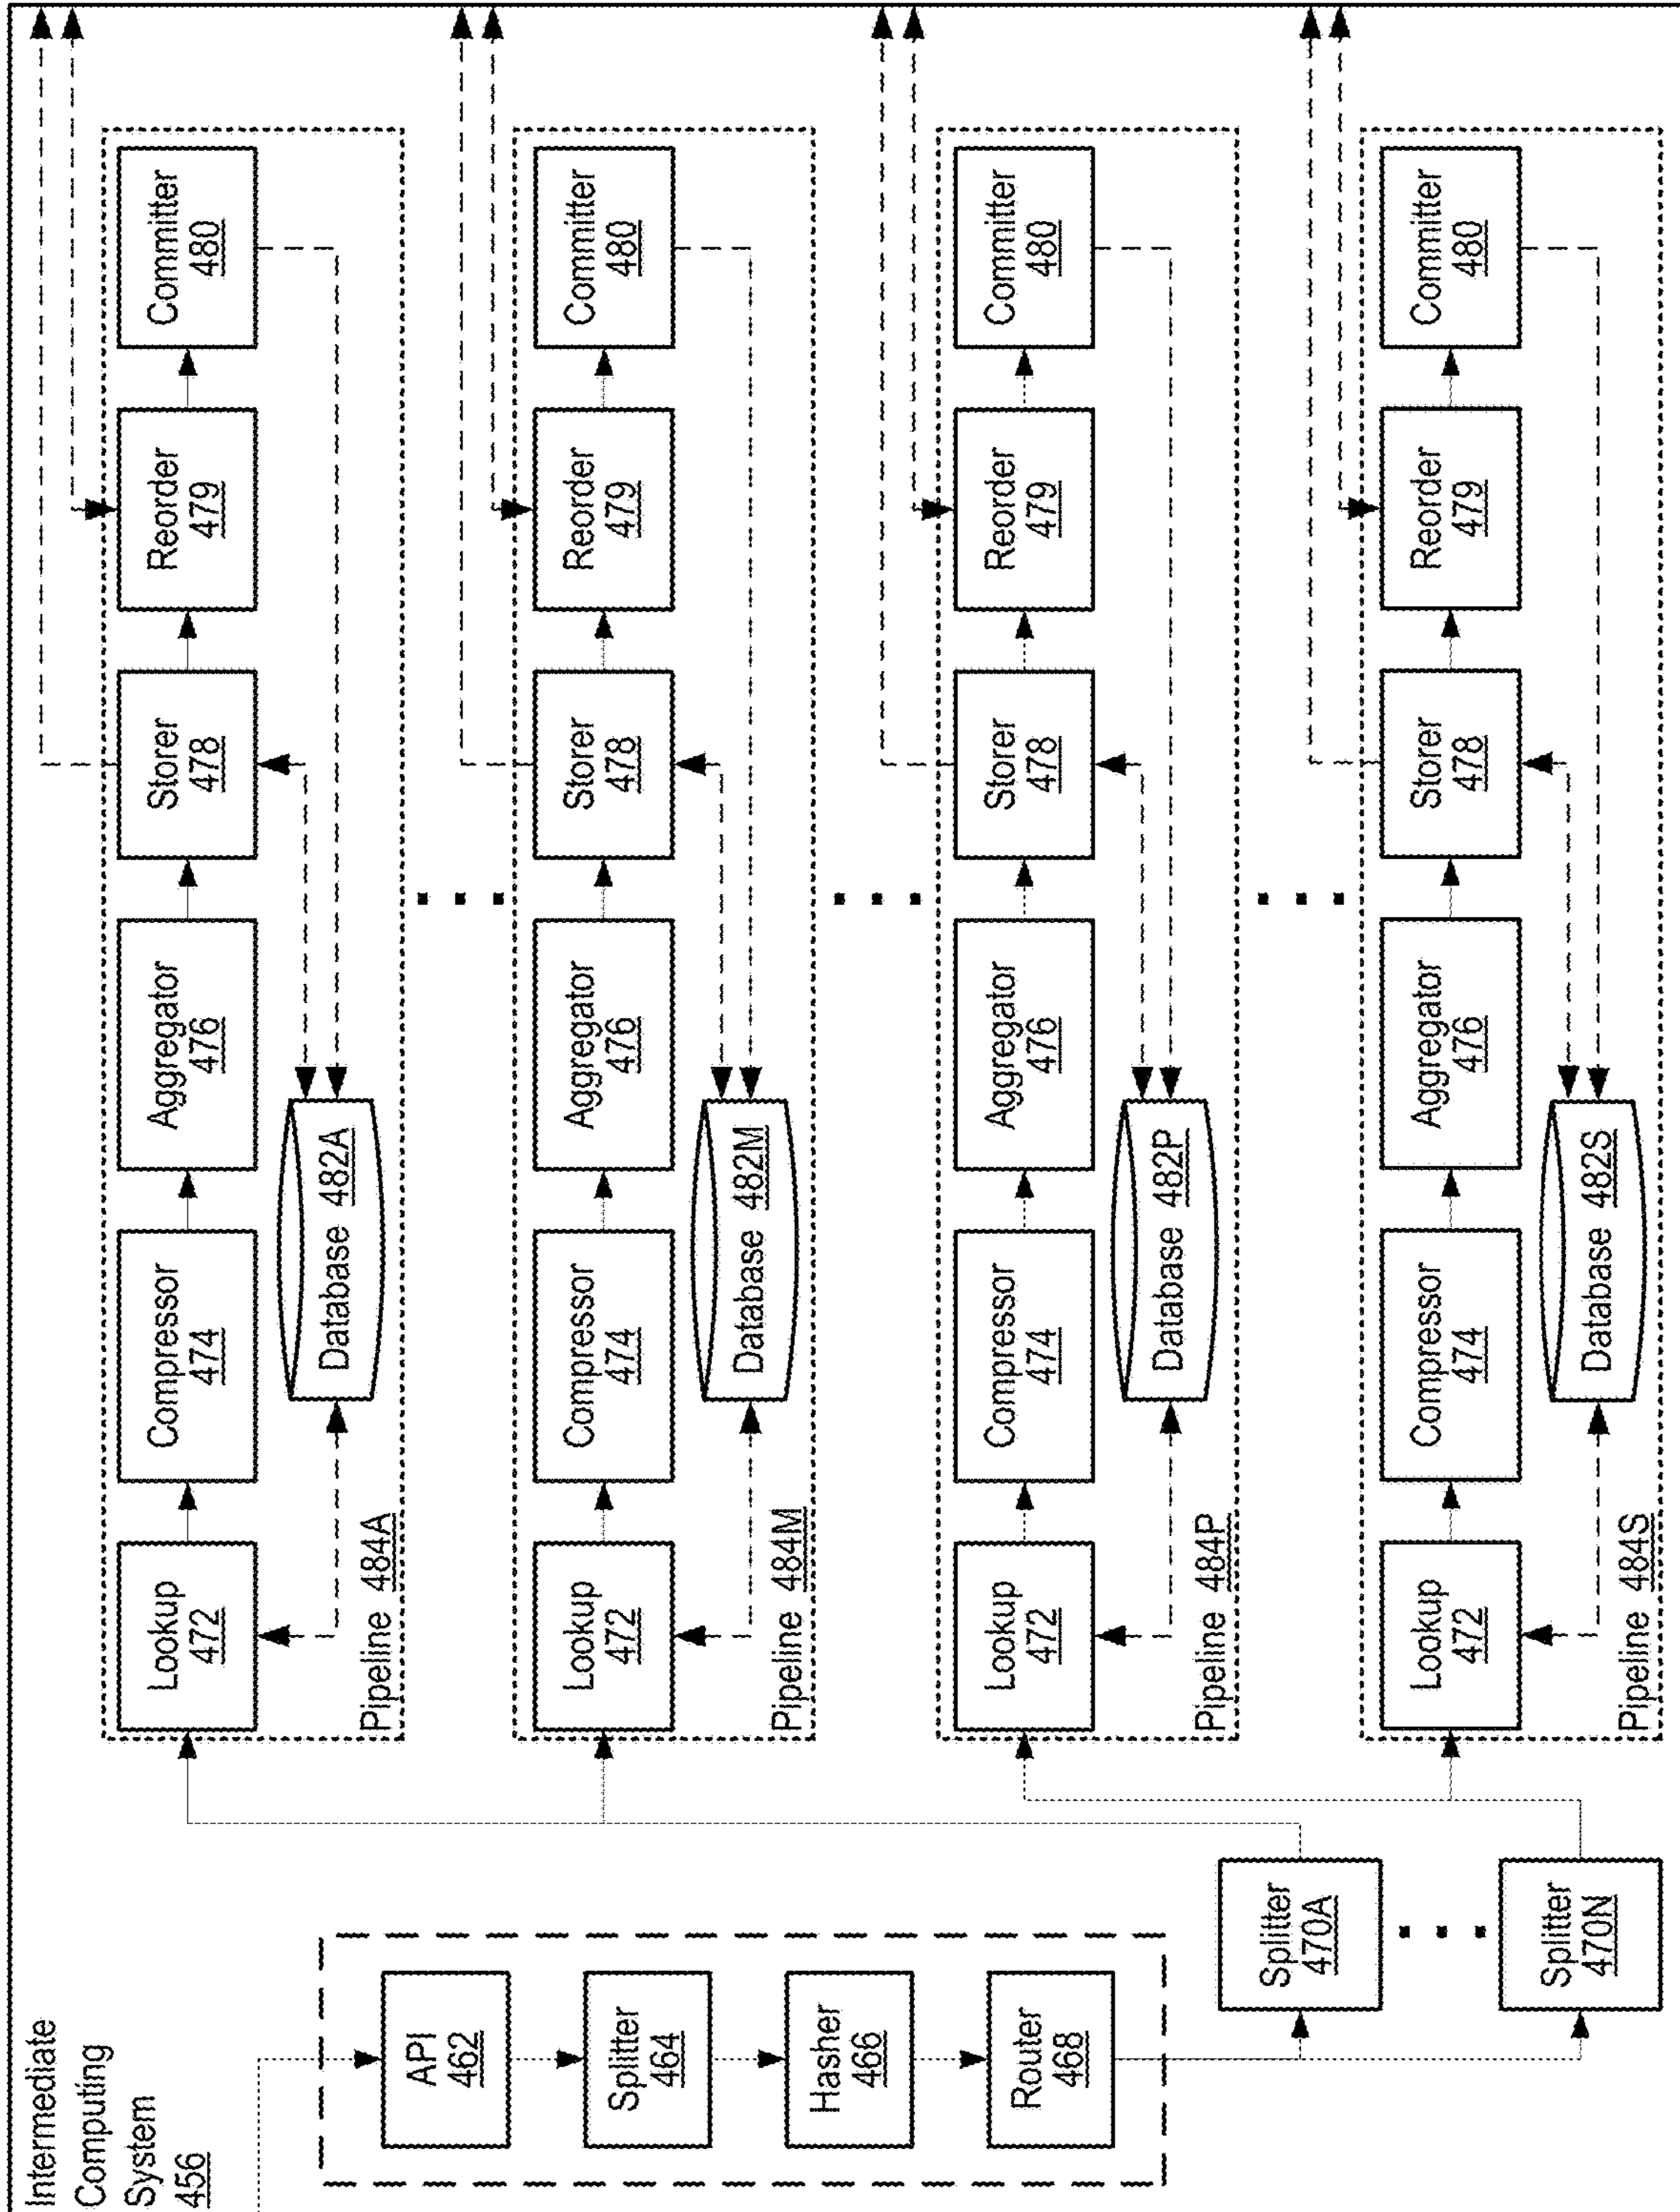 Intermediate
Computing
System
456
API
462
Splitter
464
Hasher
466
Router
468
Splitter
470A
Splitter
470N
Lookup
472
Compressor
474
Aggregator
476
Storer
478
Reorder
479
Committer
480
Database 482A
Pipeline 484A
Lookup
472
Compressor
474
Aggregator
476
Storer
478
Reorder
479
Committer
480
Database 482M
Pipeline 484M
Lookup
472
Compressor
474
Aggregator
476
Storer
478
Reorder
479
Committer
480
Database 482P
Pipeline 484P
Lookup
472
Compressor
474
Aggregator
476
Storer
478
Reorder
479
Committer
480
Database 482S
Pipeline 484S